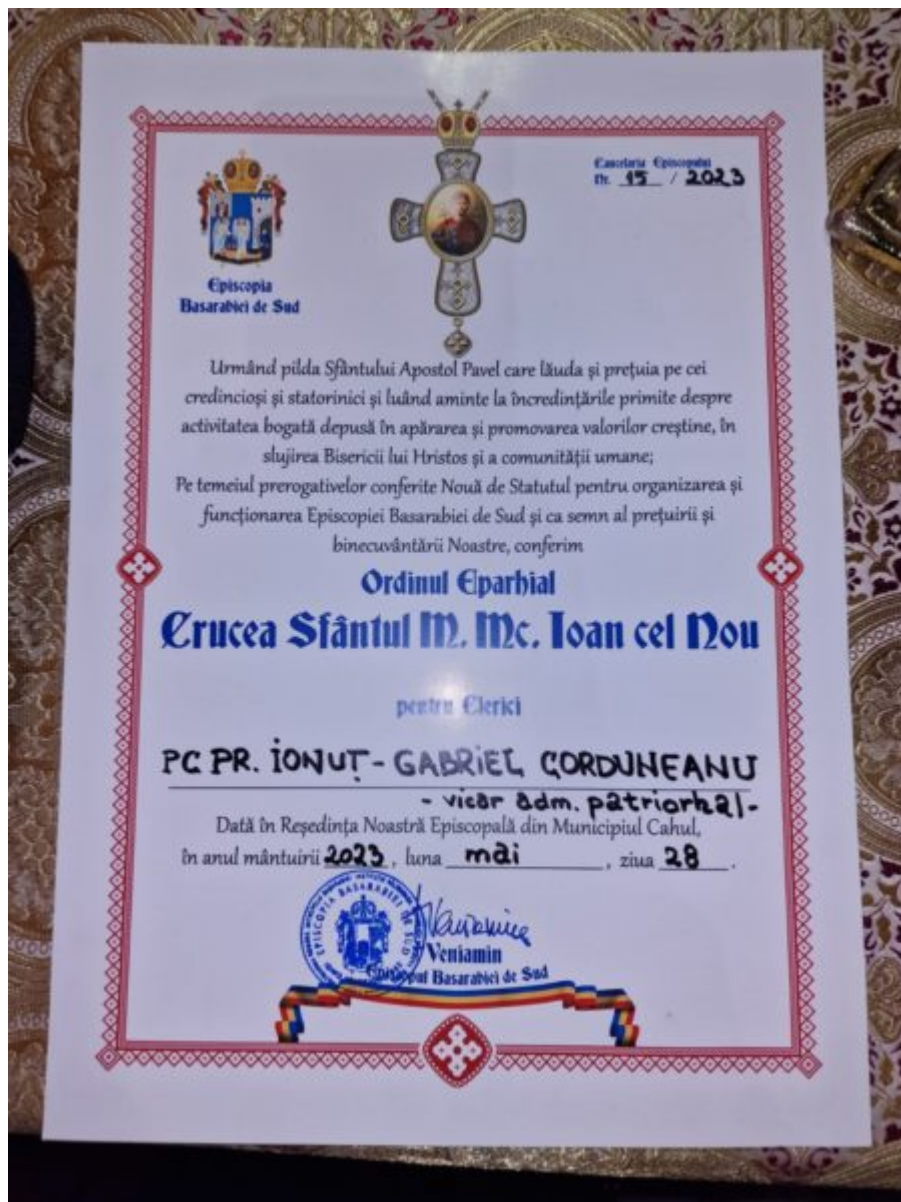 Cancelaria Episcopului
Nr. 15 / 2023
Episcopia
Basarabiei de Sud
Urmând pilda Sfântului Apostol Pavel care lăuda și prețuia pe cei
credincioși și statornici și luând aminte la încredințările primite despre
activitatea bogată depusă în apărarea și promovarea valorilor creștine, în
slujirea Bisericii lui Hristos și a comunității umane;
Pe temeiul prerogativelor conferite Nouă de Statutul pentru organizarea și
funcționarea Episcopiei Basarabiei de Sud și ca semn al prețuirii și
binecuvântării Noastre, conferim
Ordinul Eparhial
Crucea Sfântul M. Mc. Ioan cel Nou
pentru Clerici
PC PR. IONUȚ-GABRIEL CORDUNEANU
- vicar adm. patriarhal-
Dată în Reședința Noastră Episcopală din Municipiul Cahul,
în anul mântuirii 2023, luna mai, ziua 28.
EPISCOPIA BASARABIEI DE SUD
Veniamin
Episcopul Basarabiei de Sud